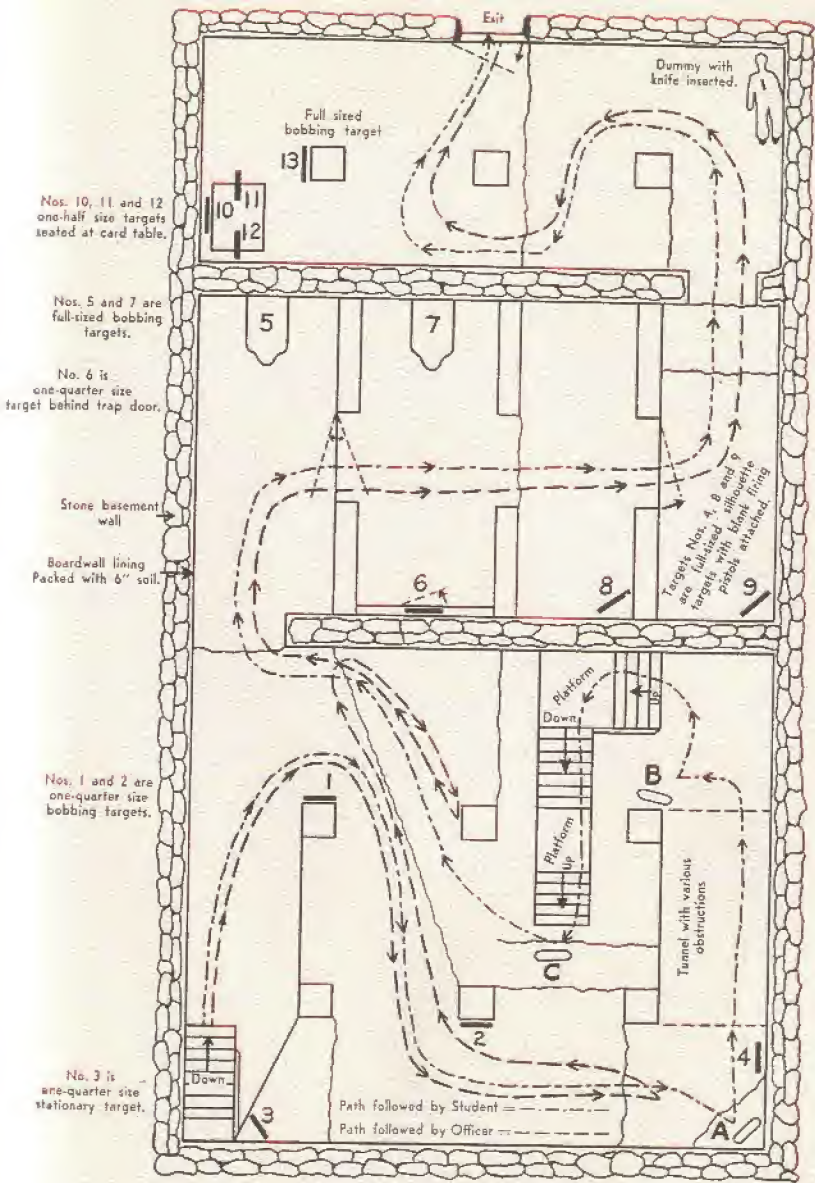 Exit
Dummy with
knife inserted.
Full sized
bobbing target
13
11
10
12
Nos. 10, 11 and 12
one-half size targets
seated at card table.
Nos. 5 and 7 are
full-sized bobbing
targets.
5
7
No. 6 is
one-quarter size
target behind trap door.
Stone basement
wall
Boardwall lining
Packed with 6" soil.
Targets Nos. 4, 8 and 9
are full-sized silhouette
targets with blank firing
pistols attached.
6
8
9
Platform
UP
Down
B
Nos. 1 and 2 are
one-quarter size
bobbing targets.
1
Platform
UP
Tunnel with various
obstructions
C
2
4
No. 3 is
one-quarter size
stationary target.
Down
3
Path followed by Student =
Path followed by Officer =
A